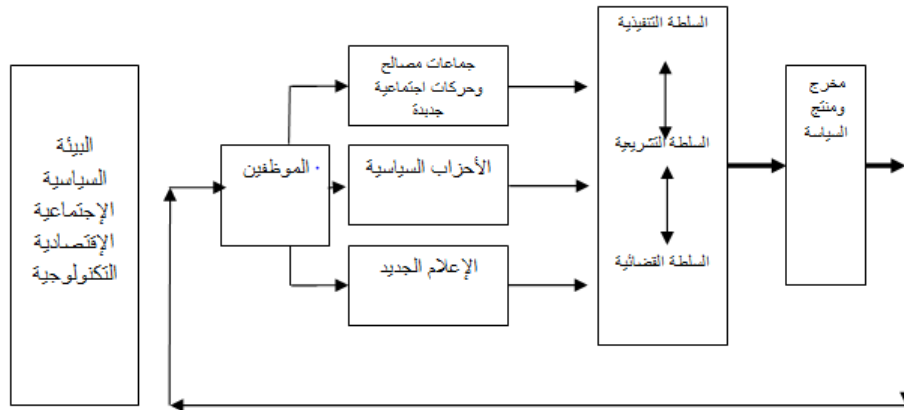 البيئة
السياسية
الإجتماعية
الإقتصادية
التكنولوجية
الموظفين
جماعات مصالح
وحركات اجتماعية
جديدة
الأحزاب السياسية
الإعلام الجديد
السلطة التنفيذية
السلطة التشريعية
السلطة القضائية
مخرج
ومنتج
السياسة